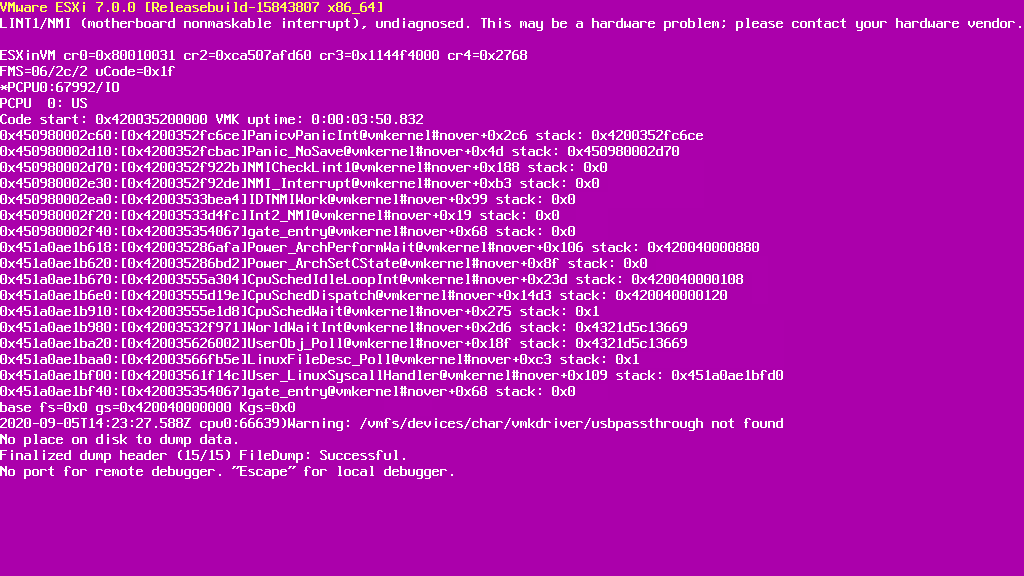 VMware ESXi 7.0.0 [Releasebuild-15843807 x86_64]
LINT1/NMI (motherboard nonmaskable interrupt), undiagnosed. This may be a hardware problem; please contact your hardware vendor.
ESXinVM cr0=0x80010031 cr2=0xca507afd60 cr3=0x1144f4000 cr4=0x2768
FMS=06/2c/2 uCode=0x1f
*PCPU0:67992/IO
PCPU  0: US
Code start: 0x420035200000 VMK uptime: 0:00:03:50.832
0x450980002c60:[0x4200352fc6ce]PanicvPanicInt@vmkernel#nover+0x2c6 stack: 0x4200352fc6ce
0x450980002d10:[0x4200352fcbac]Panic_NoSave@vmkernel#nover+0x4d stack: 0x450980002d70
0x450980002d70:[0x4200352f922b]NMICheckLint1@vmkernel#nover+0x188 stack: 0x0
0x450980002e30:[0x4200352f92de]NMI_Interrupt@vmkernel#nover+0xb3 stack: 0x0
0x450980002ea0:[0x42003533bea4]IDTNMIWork@vmkernel#nover+0x99 stack: 0x0
0x450980002f20:[0x42003533d4fc]Int2_NMI@vmkernel#nover+0x19 stack: 0x0
0x450980002f40:[0x420035354067]gate_entry@vmkernel#nover+0x68 stack: 0x0
0x451a0ae1b618:[0x420035286afa]Power_ArchPerformWait@vmkernel#nover+0x106 stack: 0x420040000880
0x451a0ae1b620:[0x420035286bd2]Power_ArchSetCState@vmkernel#nover+0x8f stack: 0x0
0x451a0ae1b670:[0x42003555a304]CpuSchedIdleLoopInt@vmkernel#nover+0x23d stack: 0x420040000108
0x451a0ae1b6e0:[0x42003555d19e]CpuSchedDispatch@vmkernel#nover+0x14d3 stack: 0x420040000120
0x451a0ae1b910:[0x42003555e1d8]CpuSchedWait@vmkernel#nover+0x275 stack: 0x1
0x451a0ae1b980:[0x42003532f971]WorldWaitInt@vmkernel#nover+0x2d6 stack: 0x4321d5c13669
0x451a0ae1ba20:[0x420035626002]UserObj_Poll@vmkernel#nover+0x18f stack: 0x4321d5c13669
0x451a0ae1baa0:[0x42003566fb5e]LinuxFileDesc_Poll@vmkernel#nover+0xc3 stack: 0x1
0x451a0ae1bf00:[0x42003561f14c]User_LinuxSyscallHandler@vmkernel#nover+0x109 stack: 0x451a0ae1bfd0
0x451a0ae1bf40:[0x420035354067]gate_entry@vmkernel#nover+0x68 stack: 0x0
base fs=0x0 gs=0x420040000000 Kgs=0x0
2020-09-05T14:23:27.588Z cpu0:66639)Warning: /vmfs/devices/char/vmkdriver/usbpassthrough not found
No place on disk to dump data.
Finalized dump header (15/15) FileDump: Successful.
No port for remote debugger. "Escape" for local debugger.